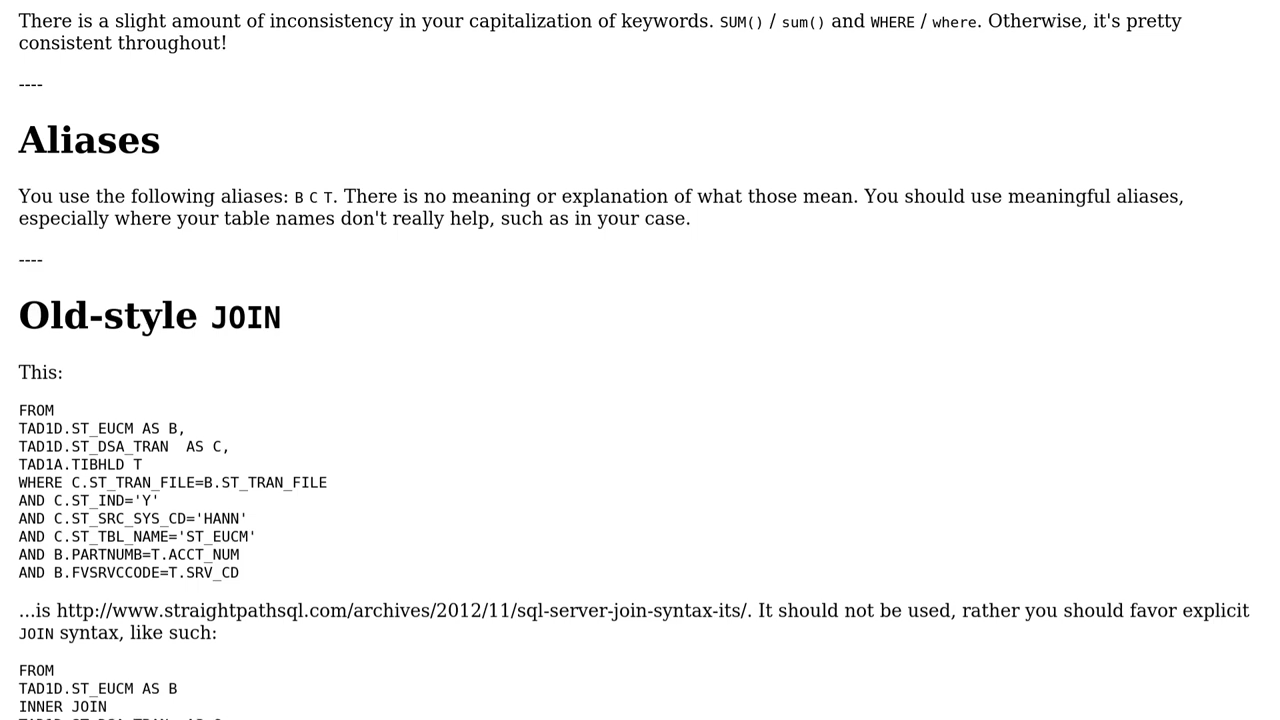 There is a slight amount of inconsistency in your capitalization of keywords. SUM() / sum() and WHERE / where. Otherwise, it's pretty
consistent throughout!
----
Aliases
You use the following aliases: B C T. There is no meaning or explanation of what those mean. You should use meaningful aliases,
especially where your table names don't really help, such as in your case.
----
Old-style JOIN
This:
FROM
TAD1D.ST_EUCM AS B,
TAD1D.ST_DSA_TRAN  AS C,
TAD1A.TIBHLD T
WHERE C.ST_TRAN_FILE=B.ST_TRAN_FILE
AND C.ST_IND='Y'
AND C.ST_SRC_SYS_CD='HANN'
AND C.ST_TBL_NAME='ST_EUCM'
AND B.PARTNUMB=T.ACCT_NUM
AND B.FVSRVCCODE=T.SRV_CD
...is http://www.straightpathsql.com/archives/2012/11/sql-server-join-syntax-its/. It should not be used, rather you should favor explicit
JOIN syntax, like such:
FROM
TAD1D.ST_EUCM AS B
INNER JOIN